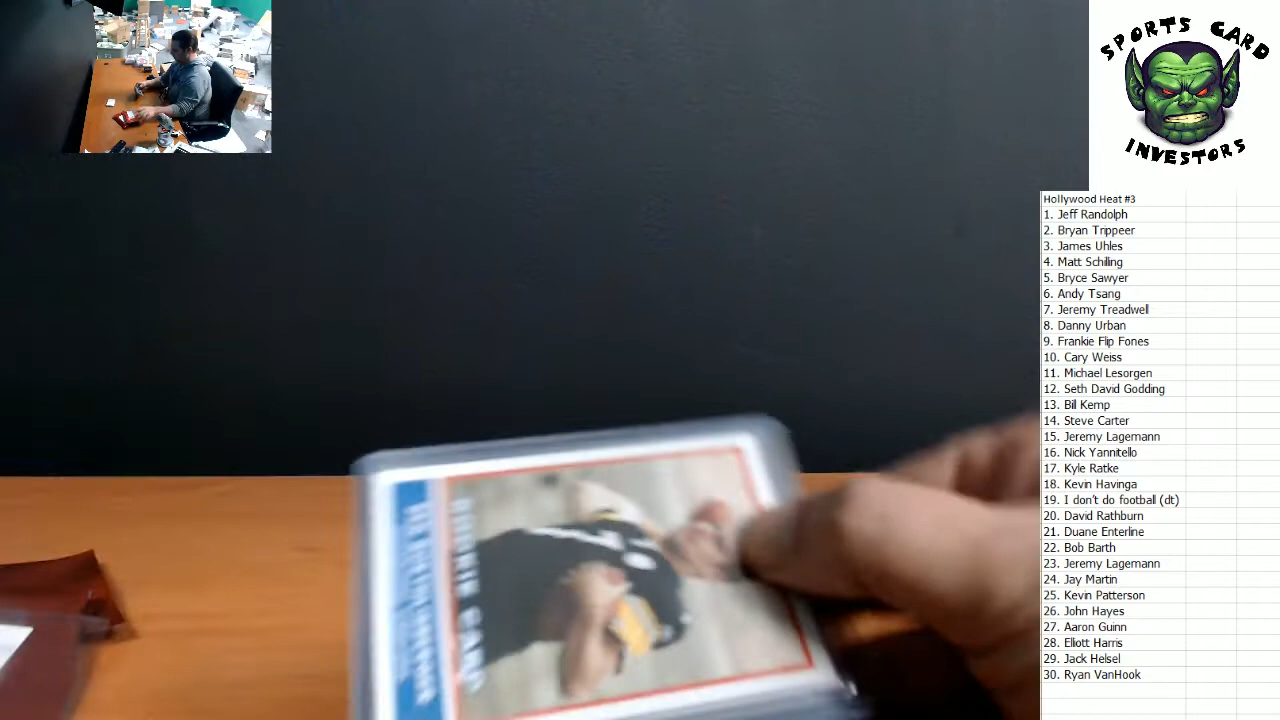 SPORTS CARD
INVESTORS
Hollywood Heat #3
1. Jeff Randolph
2. Bryan Trippeer
3. James Uhles
4. Matt Schilling
5. Bryce Sawyer
6. Andy Tsang
7. Jeremy Treadwell
8. Danny Urban
9. Frankie Flip Fones
10. Cary Weiss
11. Michael Lesorgen
12. Seth David Godding
13. Bil Kemp
14. Steve Carter
15. Jeremy Lagemann
16. Nick Yannitello
17. Kyle Ratke
18. Kevin Havinga
19. I don't do football (dt)
20. David Rathburn
21. Duane Enterline
22. Bob Barth
23. Jeremy Lagemann
24. Jay Martin
25. Kevin Patterson
26. John Hayes
27. Aaron Guinn
28. Eliott Harris
29. Jack Helsel
30. Ryan VanHook
ROOKIE CARD